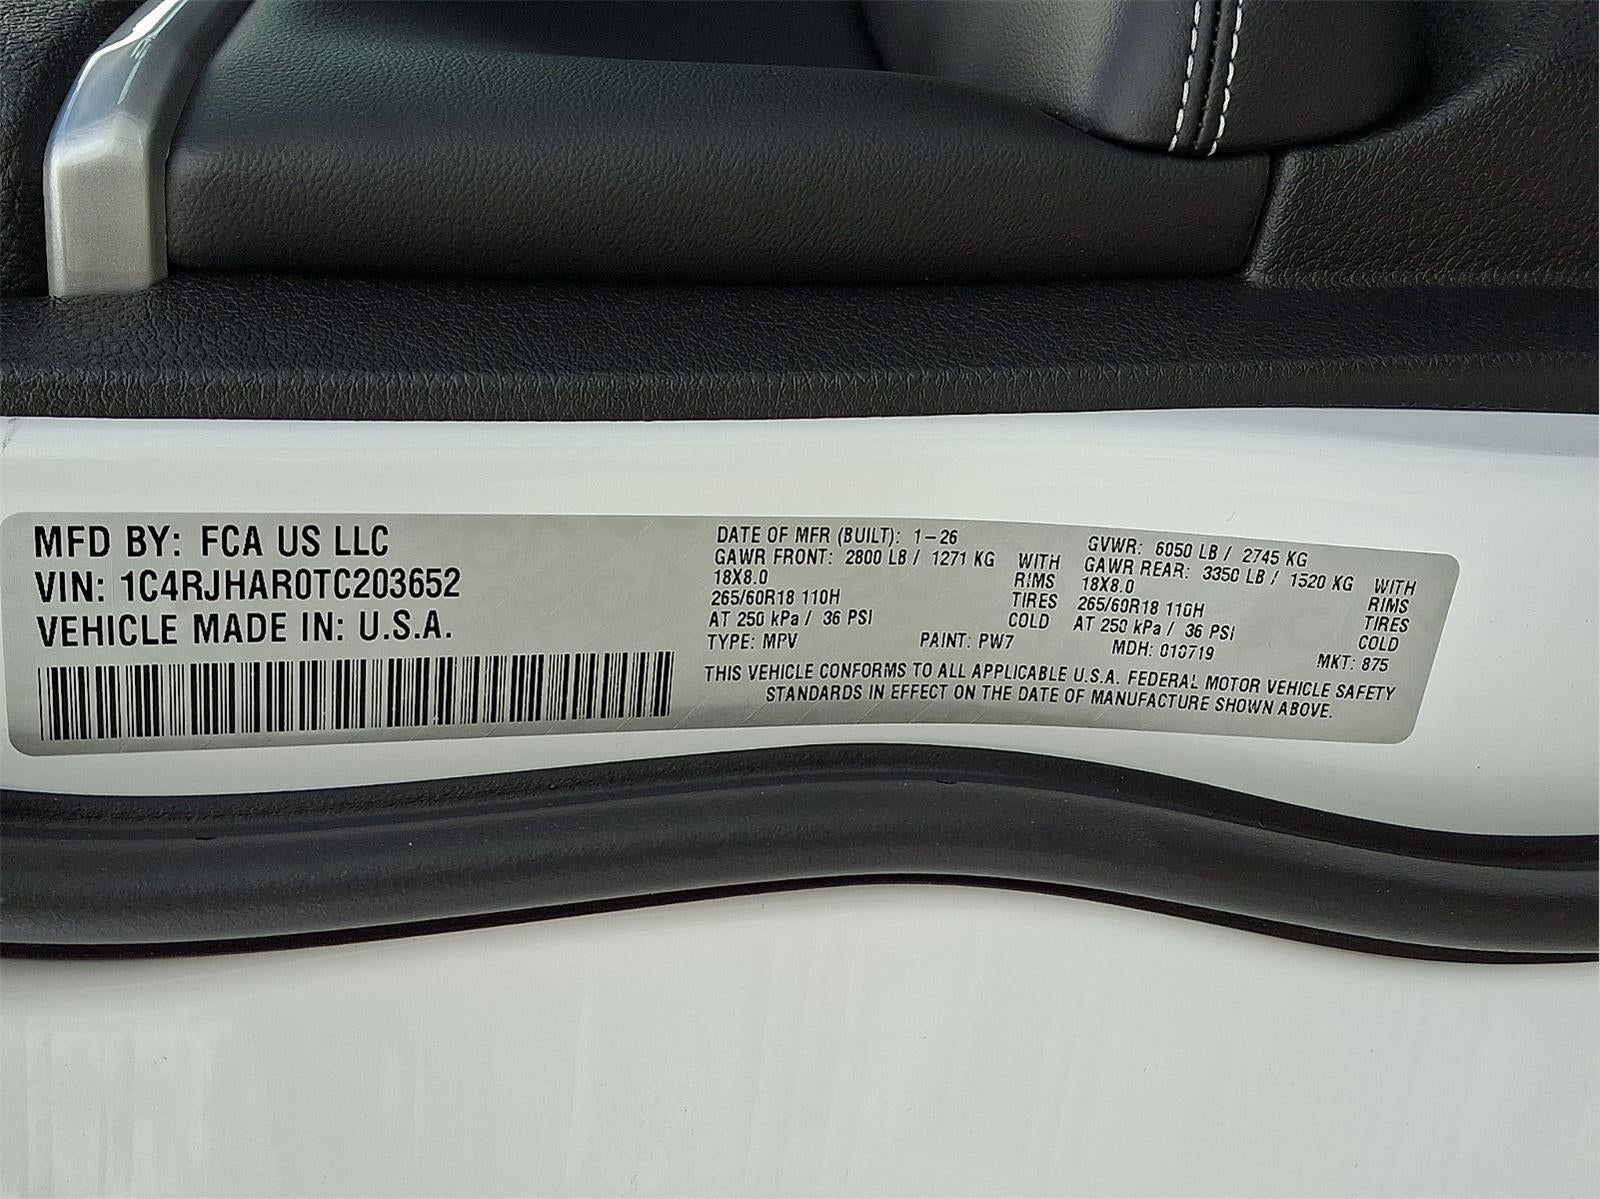 MFD BY: FCA US LLC
VIN: 1C4RJHAR0TC203652
VEHICLE MADE IN: U.S.A.
DATE OF MFR (BUILT): 1-26
GAWR FRONT: 2800 LB / 1271 KG WITH
18X8.0 RIMS
265/60R18 110H TIRES
AT 250 kPa / 36 PSI COLD
TYPE: MPV PAINT: PW7
GVWR: 6050 LB / 2745 KG
GAWR REAR: 3350 LB / 1520 KG WITH
18X8.0 RIMS
265/60R18 110H TIRES
AT 250 kPa / 36 PSI COLD
MDH: 010719 MKT: 875
THIS VEHICLE CONFORMS TO ALL APPLICABLE U.S.A. FEDERAL MOTOR VEHICLE SAFETY
STANDARDS IN EFFECT ON THE DATE OF MANUFACTURE SHOWN ABOVE.